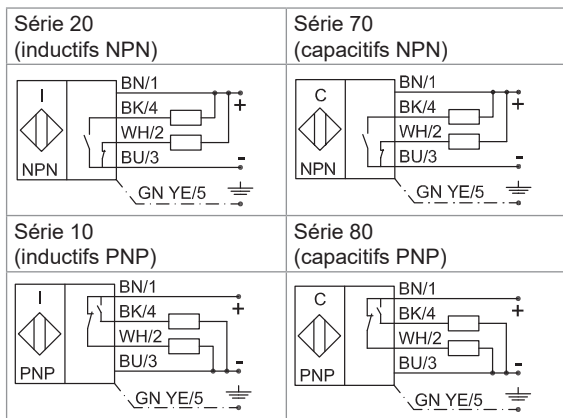 Série 20
(inductifs NPN)
Série 70
(capacitifs NPN)
I
NPN
BN/1
BK/4
WH/2
BU/3
+
-
GN YE/5
C
NPN
BN/1
BK/4
WH/2
BU/3
+
-
GN YE/5
Série 10
(inductifs PNP)
Série 80
(capacitifs PNP)
I
PNP
BN/1
BK/4
WH/2
BU/3
+
-
GN YE/5
C
PNP
BN/1
BK/4
WH/2
BU/3
+
-
GN YE/5